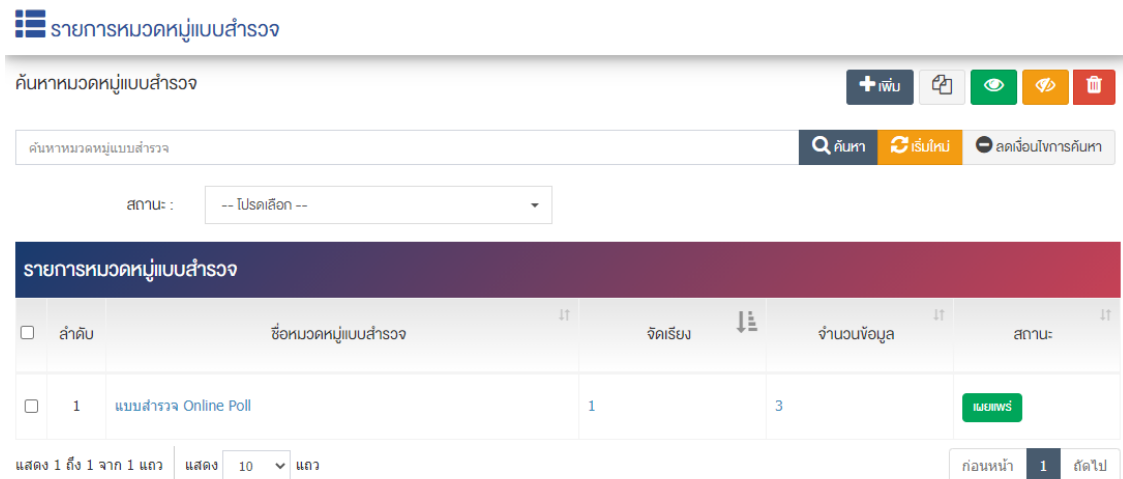 รายการหมวดหมู่แบบสำรวจ
ค้นหาหมวดหมู่แบบสำรวจ
เพิ่ม
ค้นหาหมวดหมู่แบบสำรวจ ค้นหา เริ่มใหม่ ลดเงื่อนไขการค้นหา
สถานะ : -- โปรดเลือก --
รายการหมวดหมู่แบบสำรวจ
ลำดับ ชื่อหมวดหมู่แบบสำรวจ จัดเรียง จำนวนข้อมูล สถานะ
1 แบบสำรวจ Online Poll 1 3 เผยแพร่
แสดง 1 ถึง 1 จาก 1 แถว แสดง 10 แถว ก่อนหน้า 1 ถัดไป